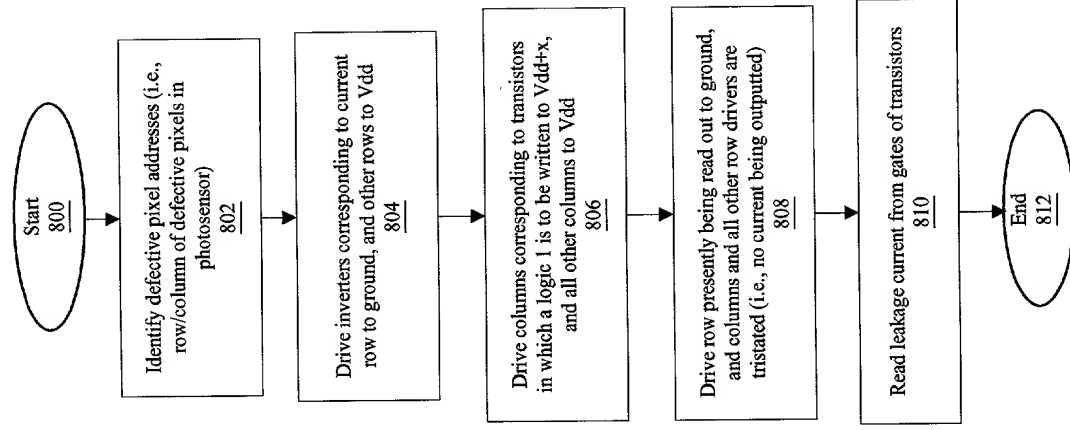 Start
800
Identify defective pixel addresses (i.e.,
row/column of defective pixels in
photosensor)
802
Drive inverters corresponding to current
row to ground, and other rows to Vdd
804
Drive columns corresponding to transistors
in which a logic 1 is to be written to Vdd+x,
and all other columns to Vdd
806
Drive row presently being read out to ground,
and columns and all other row drivers are
tristated (i.e., no current being outputted)
808
Read leakage current from gates of transistors
810
End
812